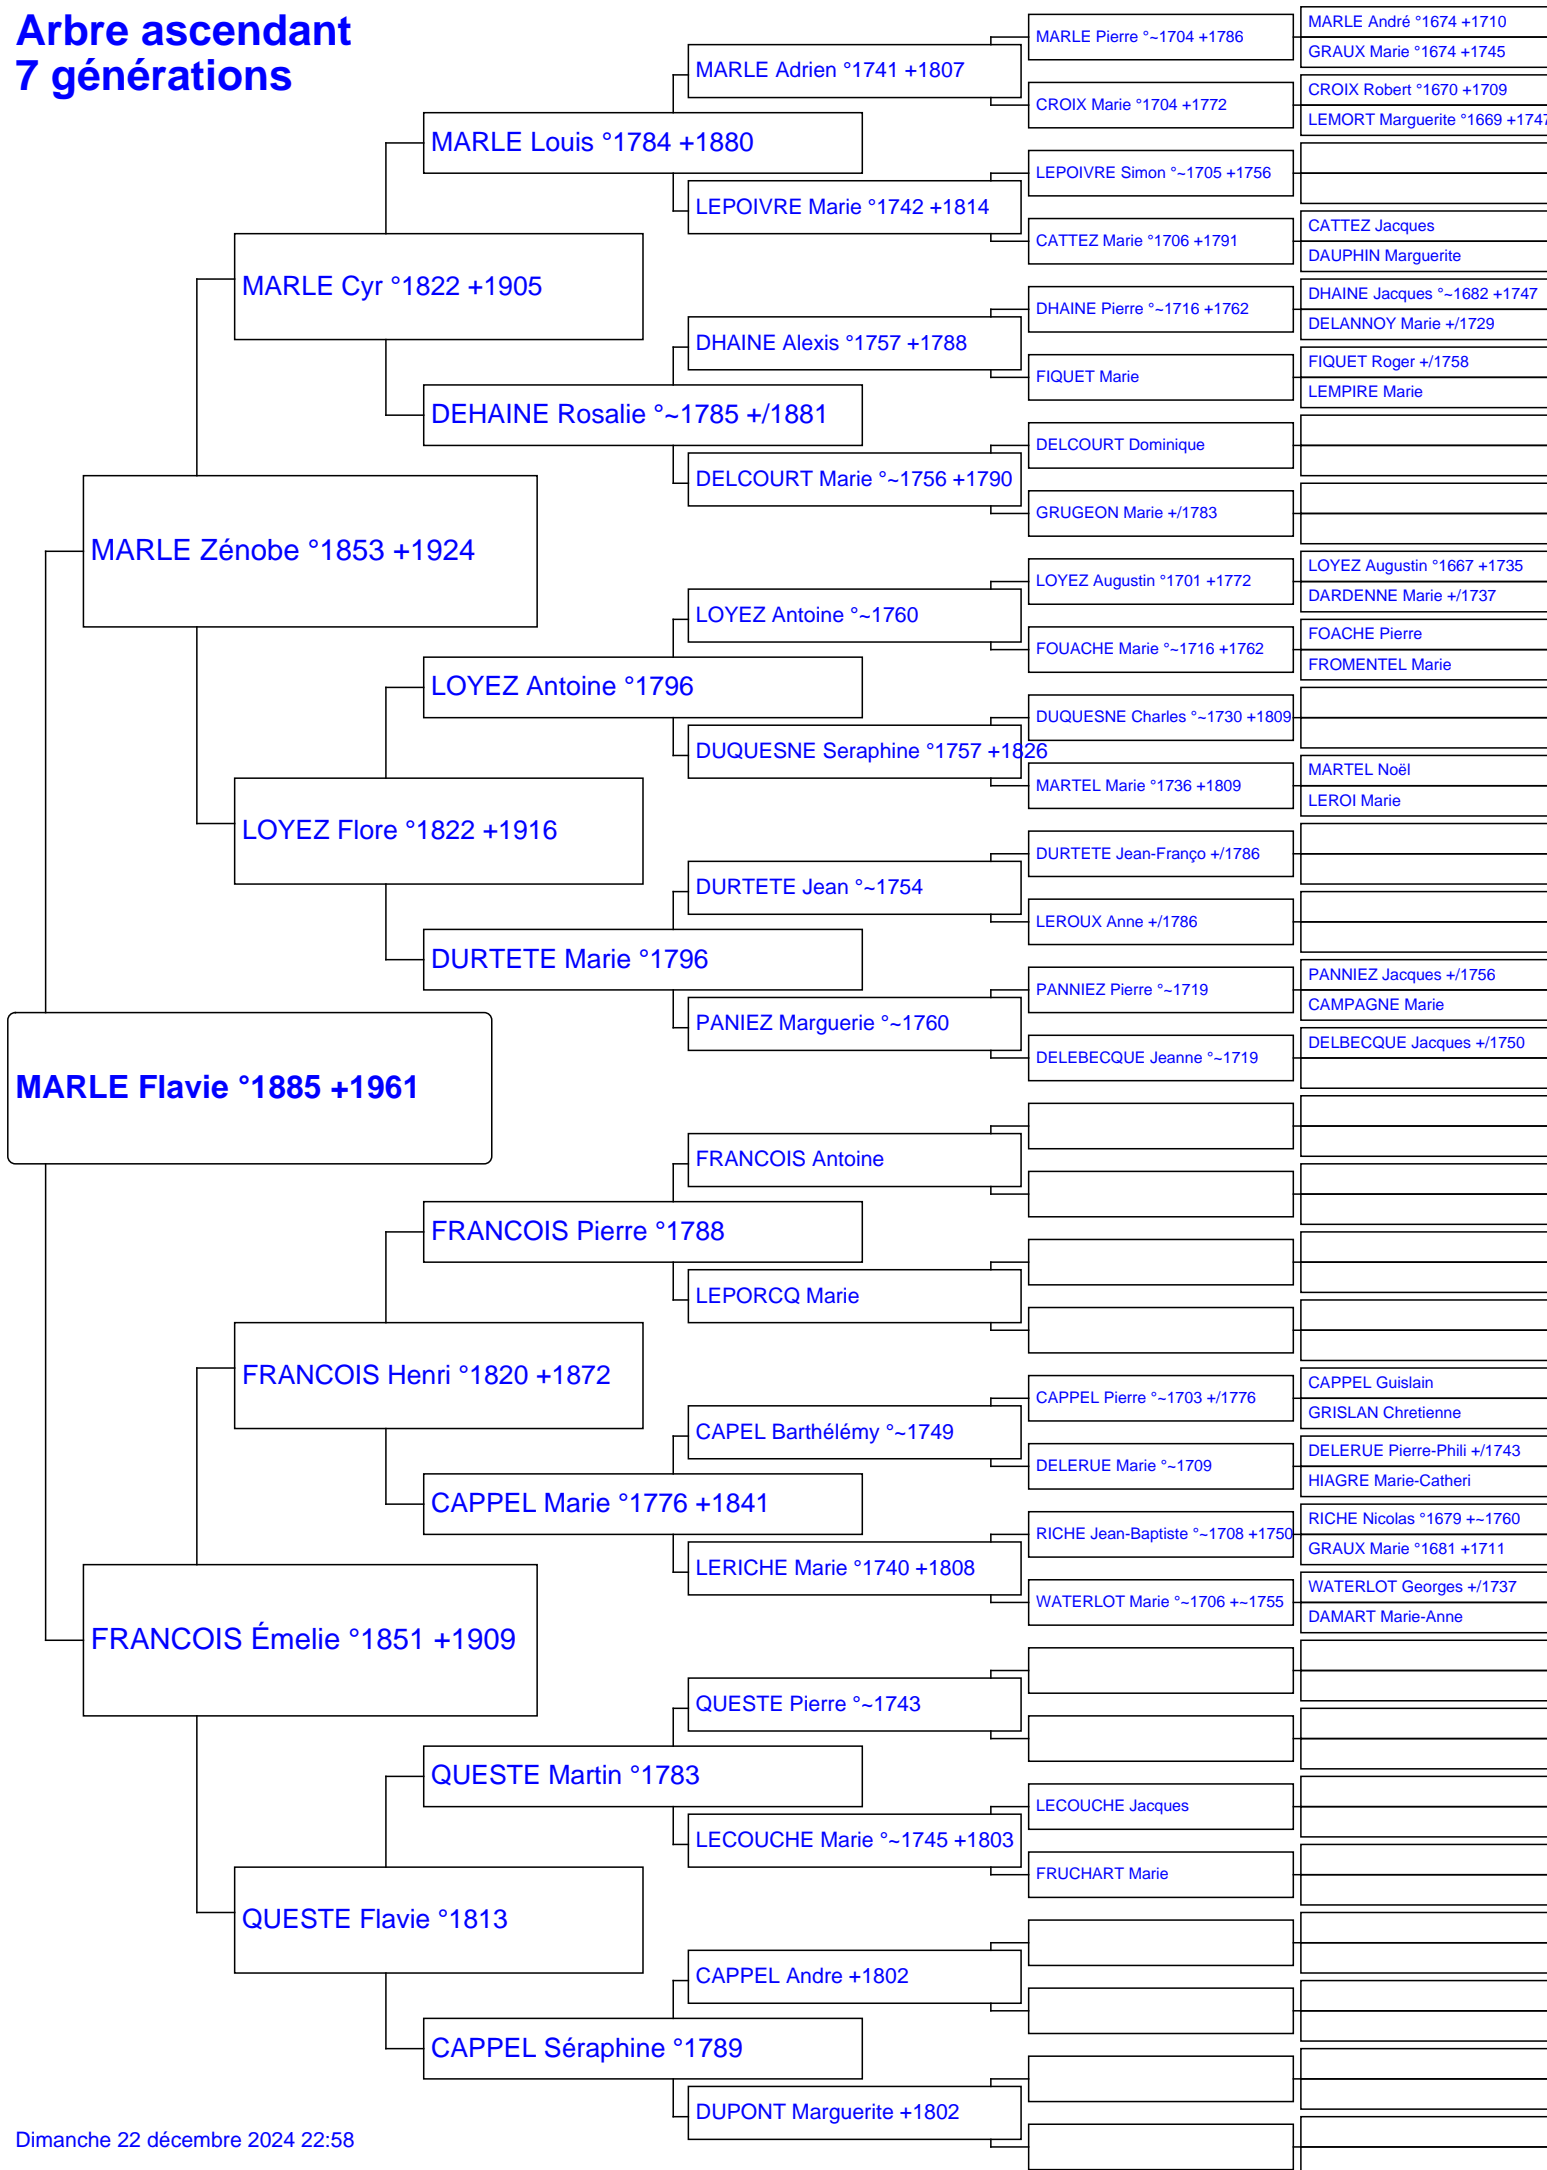 Arbre ascendant
7 générations
MARLE Flavie °1885 +1961
MARLE Zénobe °1853 +1924
FRANCOIS Émelie °1851 +1909
MARLE Cyr °1822 +1905
LOYEZ Flore °1822 +1916
FRANCOIS Henri °1820 +1872
QUESTE Flavie °1813
MARLE Louis °1784 +1880
DEHAINE Rosalie °~1785 +/1881
LOYEZ Antoine °1796
DURTETE Marie °1796
FRANCOIS Pierre °1788
CAPPEL Marie °1776 +1841
QUESTE Martin °1783
CAPPEL Séraphine °1789
MARLE Adrien °1741 +1807
LEPOIVRE Marie °1742 +1814
DHAINE Alexis °1757 +1788
DELCOURT Marie °~1756 +1790
LOYEZ Antoine °~1760
DUQUESNE Seraphine °1757 +1826
DURTETE Jean °~1754
PANIEZ Marguerie °~1760
FRANCOIS Antoine
LEPORCQ Marie
CAPEL Barthélémy °~1749
LERICHE Marie °1740 +1808
QUESTE Pierre °~1743
LECOUCHE Marie °~1745 +1803
CAPPEL Andre +1802
DUPONT Marguerite +1802
MARLE Pierre °~1704 +1786
CROIX Marie °1704 +1772
LEPOIVRE Simon °~1705 +1756
CATTEZ Marie °1706 +1791
DHAINE Pierre °~1716 +1762
FIQUET Marie
DELCOURT Dominique
GRUGEON Marie +/1783
LOYEZ Augustin °1701 +1772
FOUACHE Marie °~1716 +1762
DUQUESNE Charles °~1730 +1809
MARTEL Marie °1736 +1809
DURTETE Jean-Franço +/1786
LEROUX Anne +/1786
PANNIEZ Pierre °~1719
DELEBECQUE Jeanne °~1719
CAPPEL Pierre °~1703 +/1776
DELERUE Marie °~1709
RICHE Jean-Baptiste °~1708 +1750
WATERLOT Marie °~1706 +~1755
LECOUCHE Jacques
FRUCHART Marie
MARLE André °1674 +1710
GRAUX Marie °1674 +1745
CROIX Robert °1670 +1709
LEMORT Marguerite °1669 +1747
CATTEZ Jacques
DAUPHIN Marguerite
DHAINE Jacques °~1682 +1747
DELANNOY Marie +/1729
FIQUET Roger +/1758
LEMPIRE Marie
LOYEZ Augustin °1667 +1735
DARDENNE Marie +/1737
FOACHE Pierre
FROMENTEL Marie
MARTEL Noël
LEROI Marie
PANNIEZ Jacques +/1756
CAMPAGNE Marie
DELBECQUE Jacques +/1750
CAPPEL Guislain
GRISLAN Chretienne
DELERUE Pierre-Phili +/1743
HIAGRE Marie-Catheri
RICHE Nicolas °1679 +~1760
GRAUX Marie °1681 +1711
WATERLOT Georges +/1737
DAMART Marie-Anne
Dimanche 22 décembre 2024 22:58